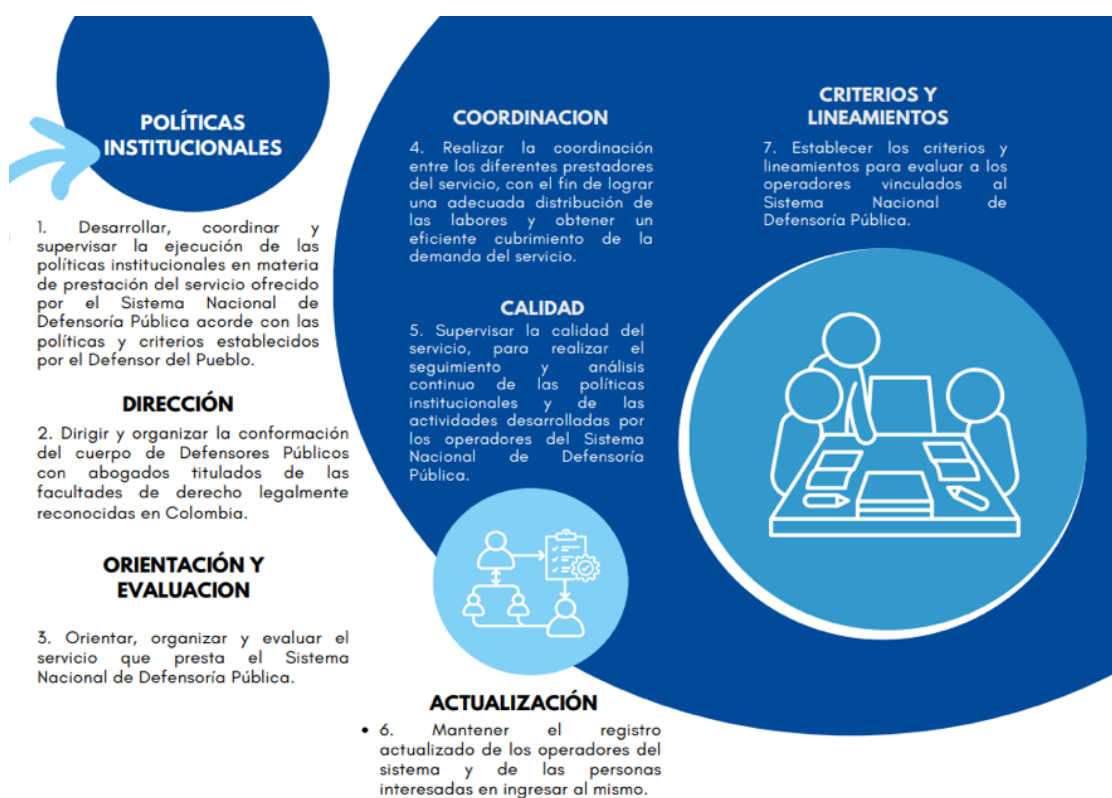 POLÍTICAS
INSTITUCIONALES
1. Desarrollar, coordinar y
supervisar la ejecución de las
políticas institucionales en materia
de prestación del servicio ofrecido
por el Sistema Nacional de
Defensoría Pública acorde con las
políticas y criterios establecidos
por el Defensor del Pueblo.
DIRECCIÓN
2. Dirigir y organizar la conformación
del cuerpo de Defensores Públicos
con abogados titulados de las
facultades de derecho legalmente
reconocidas en Colombia.
ORIENTACIÓN Y
EVALUACION
3. Orientar, organizar y evaluar el
servicio que presta el Sistema
Nacional de Defensoría Pública.
COORDINACION
4. Realizar la coordinación
entre los diferentes prestadores
del servicio, con el fin de lograr
una adecuada distribución de
las labores y obtener un
eficiente cubrimiento de la
demanda del servicio.
CALIDAD
5. Supervisar la calidad del
servicio, para realizar el
seguimiento y análisis
continuo de las políticas
institucionales y de las
actividades desarrolladas por
los operadores del Sistema
Nacional de Defensoría
Pública.
ACTUALIZACIÓN
• 6. Mantener el registro
actualizado de los operadores del
sistema y de las personas
interesadas en ingresar al mismo.
CRITERIOS Y
LINEAMIENTOS
7. Establecer los criterios y
lineamientos para evaluar a los
operadores vinculados al
Sistema Nacional de
Defensoría Pública.